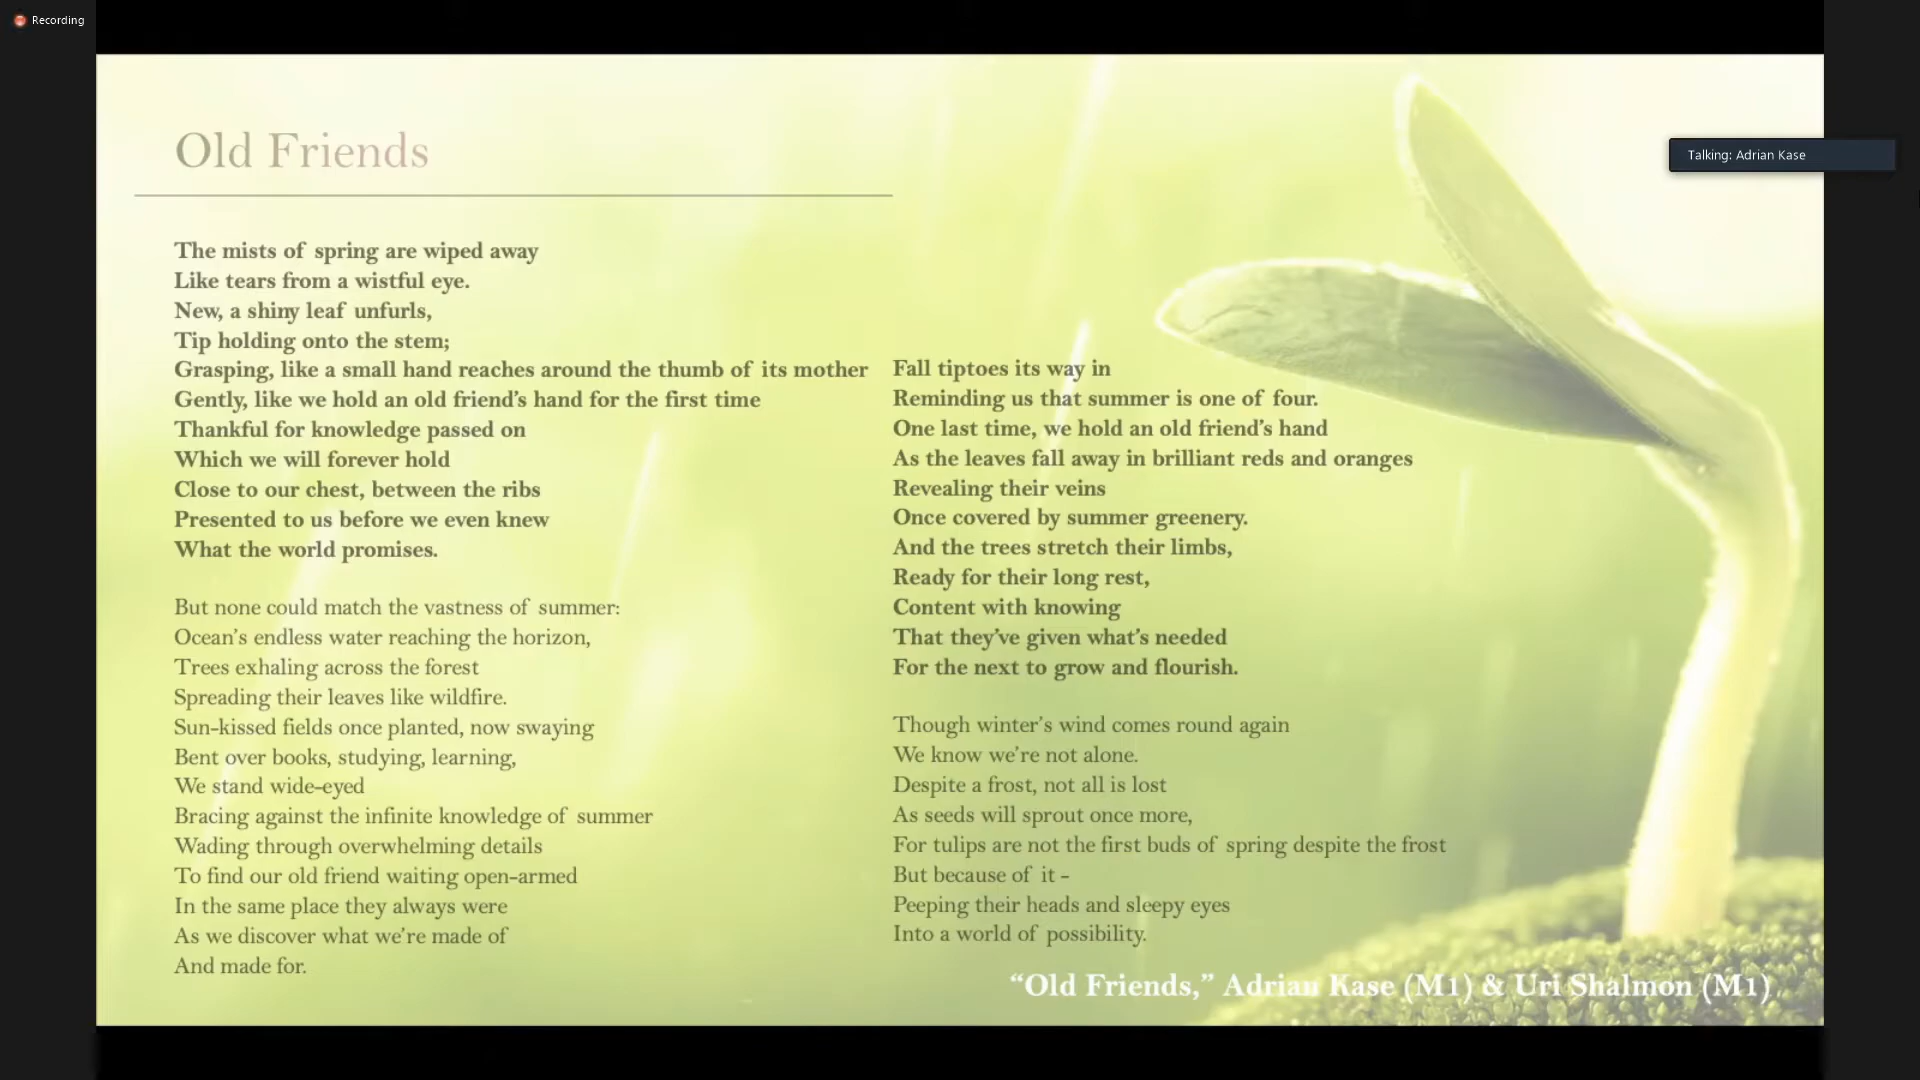 Recording
Talking: Adrian Kase
Old Friends
The mists of spring are wiped away
Like tears from a wistful eye.
New, a shiny leaf unfurls,
Tip holding onto the stem;
Grasping, like a small hand reaches around the thumb of its mother
Gently, like we hold an old friend's hand for the first time
Thankful for knowledge passed on
Which we will forever hold
Close to our chest, between the ribs
Presented to us before we even knew
What the world promises.
But none could match the vastness of summer:
Ocean's endless water reaching the horizon,
Trees exhaling across the forest
Spreading their leaves like wildfire.
Sun-kissed fields once planted, now swaying
Bent over books, studying, learning,
We stand wide-eyed
Bracing against the infinite knowledge of summer
Wading through overwhelming details
To find our old friend waiting open-armed
In the same place they always were
As we discover what we're made of
And made for.
Fall tiptoes its way in
Reminding us that summer is one of four.
One last time, we hold an old friend's hand
As the leaves fall away in brilliant reds and oranges
Revealing their veins
Once covered by summer greenery.
And the trees stretch their limbs,
Ready for their long rest,
Content with knowing
That they've given what's needed
For the next to grow and flourish.
Though winter's wind comes round again
We know we're not alone.
Despite a frost, not all is lost
As seeds will sprout once more,
For tulips are not the first buds of spring despite the frost
But because of it -
Peeping their heads and sleepy eyes
Into a world of possibility.
"Old Friends," Adrian Kase (M1) & Uri Shalmon (M1)